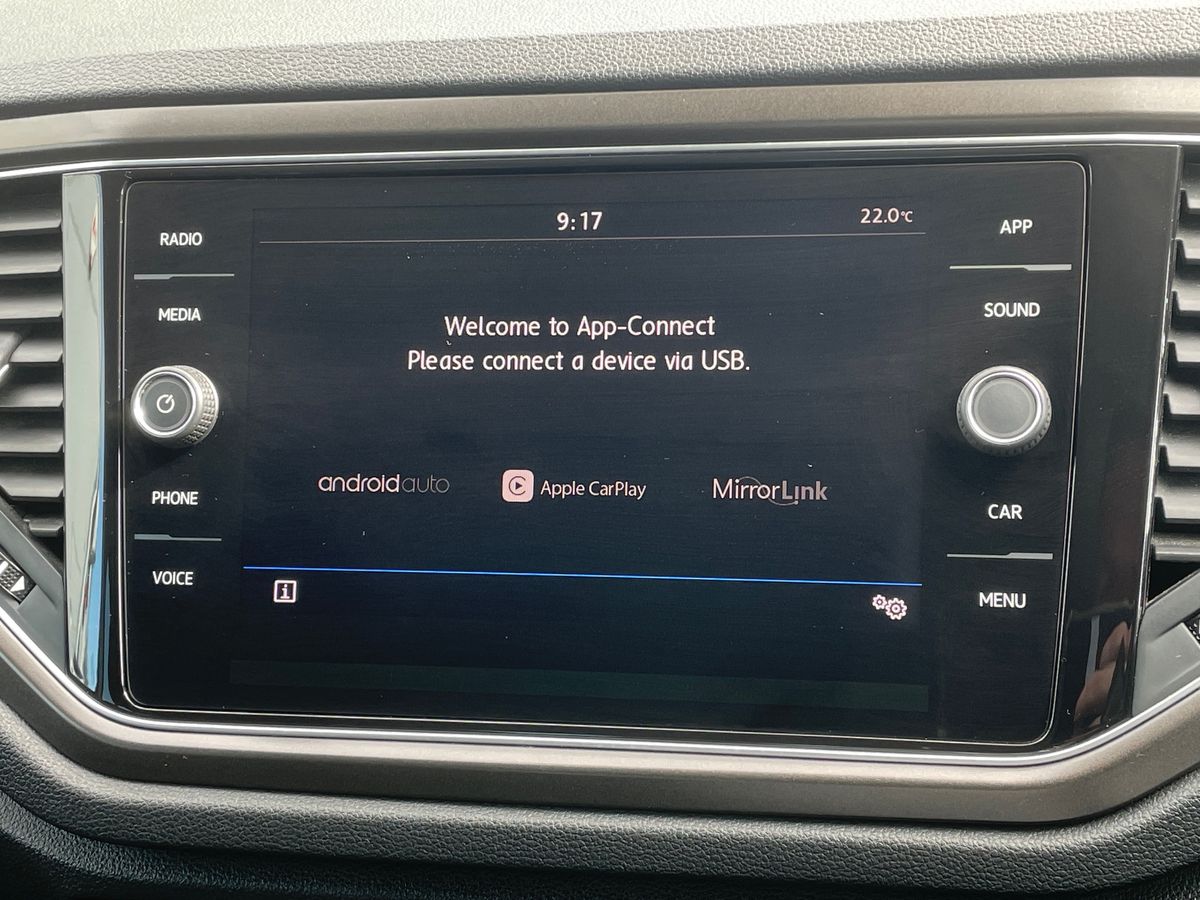 9:17
22.0°C
RADIO
MEDIA
PHONE
VOICE
Welcome to App-Connect
Please connect a device via USB.
androidauto
Apple CarPlay
MirrorLink
i
APP
SOUND
CAR
MENU